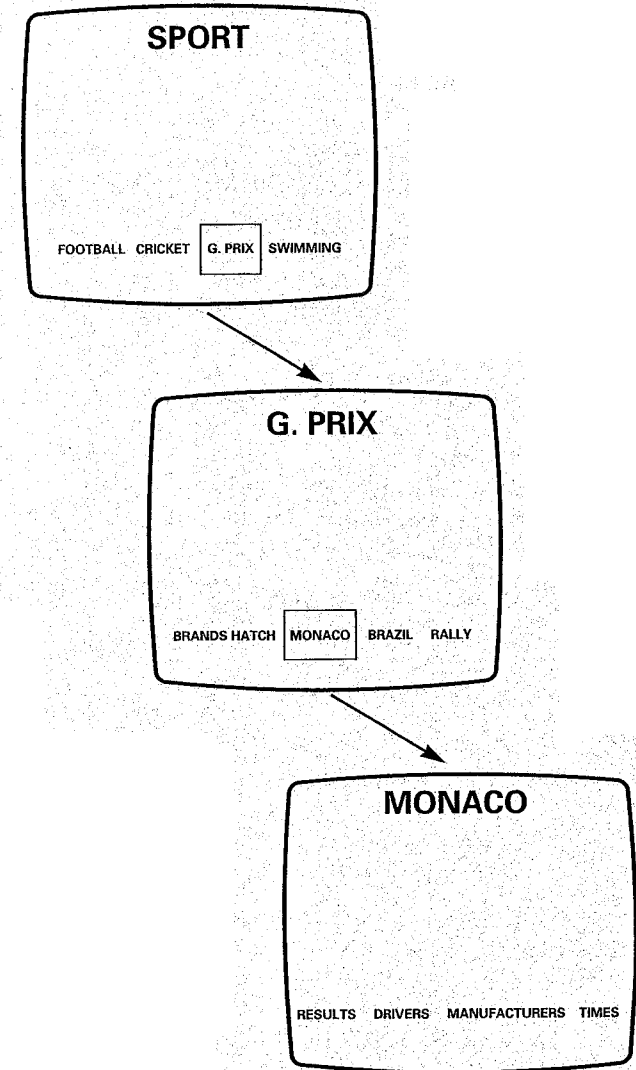 SPORT
FOOTBALL CRICKET G. PRIX SWIMMING
G. PRIX
BRANDS HATCH MONACO BRAZIL RALLY
MONACO
RESULTS DRIVERS MANUFACTURERS TIMES